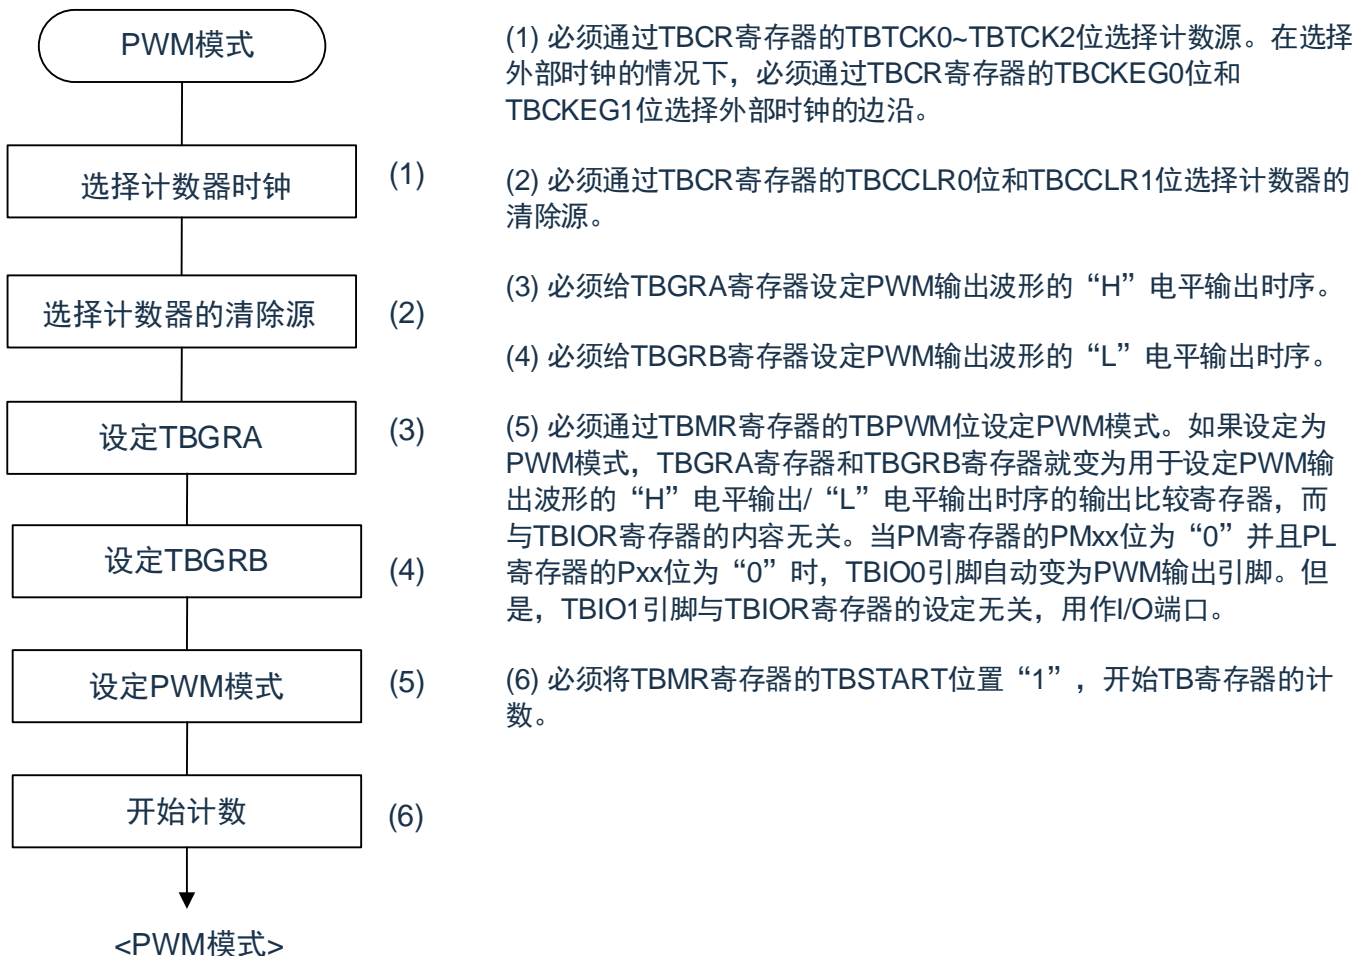 PWM模式
选择计数器时钟
(1)
选择计数器的清除源
(2)
设定TBGRA
(3)
设定TBGRB
(4)
设定PWM模式
(5)
开始计数
(6)
<PWM模式>
(1) 必须通过TBCR寄存器的TBTCK0~TBTCK2位选择计数源。在选择
外部时钟的情况下，必须通过TBCR寄存器的TBCKEG0位和
TBCKEG1位选择外部时钟的边沿。
(2) 必须通过TBCR寄存器的TBCCLR0位和TBCCLR1位选择计数器的
清除源。
(3) 必须给TBGRA寄存器设定PWM输出波形的“H”电平输出时序。
(4) 必须给TBGRB寄存器设定PWM输出波形的“L”电平输出时序。
(5) 必须通过TBMR寄存器的TBPWM位设定PWM模式。如果设定为
PWM模式，TBGRA寄存器和TBGRB寄存器就变为用于设定PWM输
出波形的“H”电平输出/“L”电平输出时序的输出比较寄存器，而
与TBIOR寄存器的内容无关。当PM寄存器的PMxx位为“0”并且PL
寄存器的Pxx位为“0”时，TBIO0引脚自动变为PWM输出引脚。但
是，TBIO1引脚与TBIOR寄存器的设定无关，用作I/O端口。
(6) 必须将TBMR寄存器的TBSTART位置“1”，开始TB寄存器的计
数。